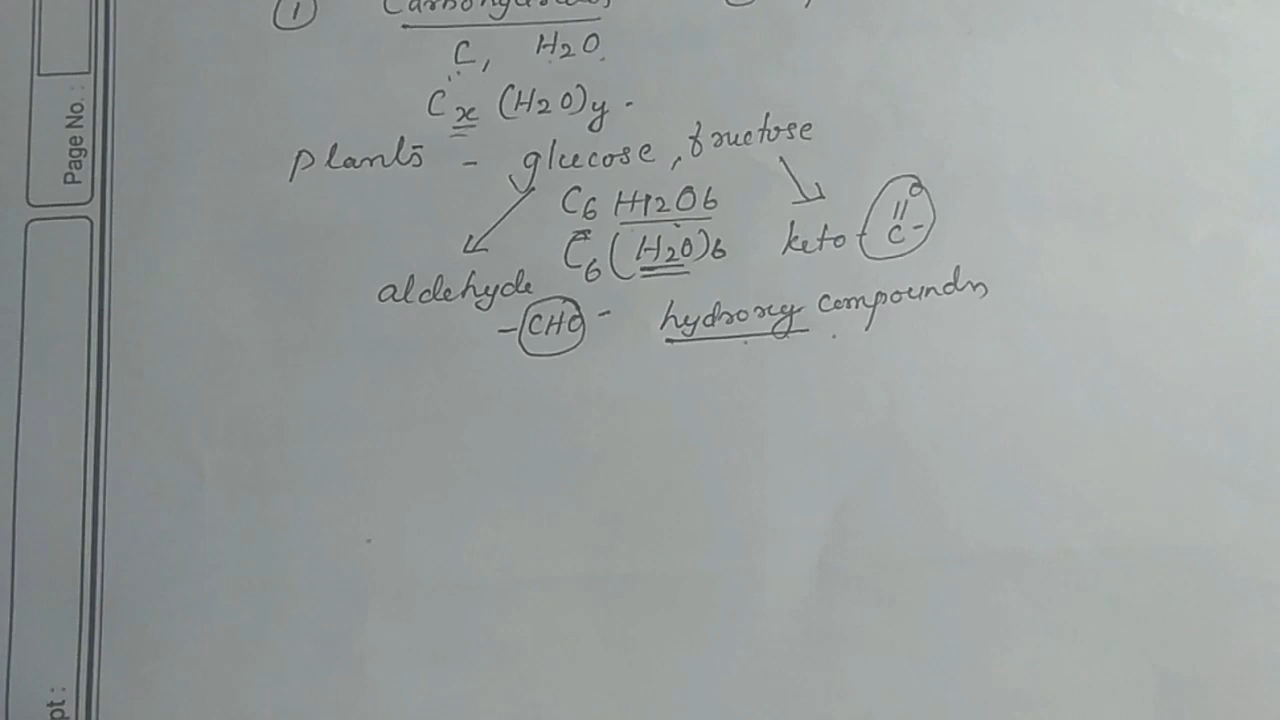 ① Carbohydrates
C, H2O
Cx (H2O)y.
plants - glucose, fructose
C6 H12O6
C6 (H2O)6
keto - C=O
aldehyde
-CHO-
hydroxy compounds
Page No. :
pt :